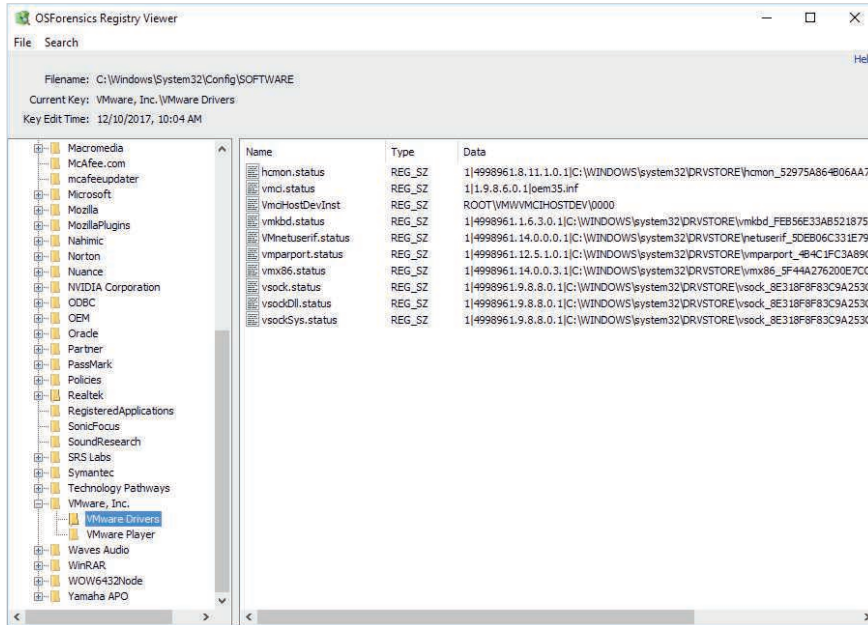 OSForensics Registry Viewer
File Search
Hel
Filename: C:\Windows\System32\Config\SOFTWARE
Current Key: VMware, Inc.\VMware Drivers
Key Edit Time: 12/10/2017, 10:04 AM
Macromedia
McAfee.com
mcafeeupdater
Microsoft
Mozilla
MozillaPlugins
Nahimic
Norton
Nuance
NVIDIA Corporation
ODBC
OEM
Oracle
Partner
PassMark
Policies
Realtek
RegisteredApplications
SonicFocus
SoundResearch
SRS Labs
Symantec
Technology Pathways
VMware, Inc.
VMware Drivers
VMware Player
Waves Audio
WinRAR
WOW6432Node
Yamaha APO
Name Type Data
hcmon.status REG_SZ 1|4998961.8.11.1.0.1|C:\WINDOWS\system32\DRVSTORE\hcmon_52975A864B06AA7
vmci.status REG_SZ 1|1.9.8.6.0.1|oem35.inf
VmciHostDevInst REG_SZ ROOT\VMWVMCIHOSTDEV\0000
vmkbd.status REG_SZ 1|4998961.1.6.3.0.1|C:\WINDOWS\system32\DRVSTORE\vmkbd_FEB56E33AB521875
VMnetuserif.status REG_SZ 1|4998961.14.0.0.0.1|C:\WINDOWS\system32\DRVSTORE\netuserif_5DEB06C331E79
vmparport.status REG_SZ 1|4998961.12.5.1.0.1|C:\WINDOWS\system32\DRVSTORE\vmparport_4B4C1FC3A89C
vmx86.status REG_SZ 1|4998961.14.0.0.3.1|C:\WINDOWS\system32\DRVSTORE\vmx86_5F44A276200E7CC
vsock.status REG_SZ 1|4998961.9.8.8.0.1|C:\WINDOWS\system32\DRVSTORE\vsock_8E318F8F83C9A253C
vsockDll.status REG_SZ 1|4998961.9.8.8.0.1|C:\WINDOWS\system32\DRVSTORE\vsock_8E318F8F83C9A253C
vsockSys.status REG_SZ 1|4998961.9.8.8.0.1|C:\WINDOWS\system32\DRVSTORE\vsock_8E318F8F83C9A253C